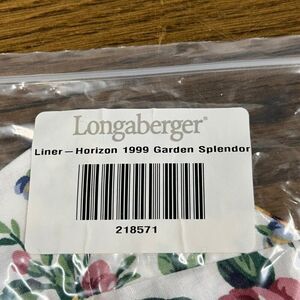 Longaberger®
Liner – Horizon 1999 Garden Splendor
218571